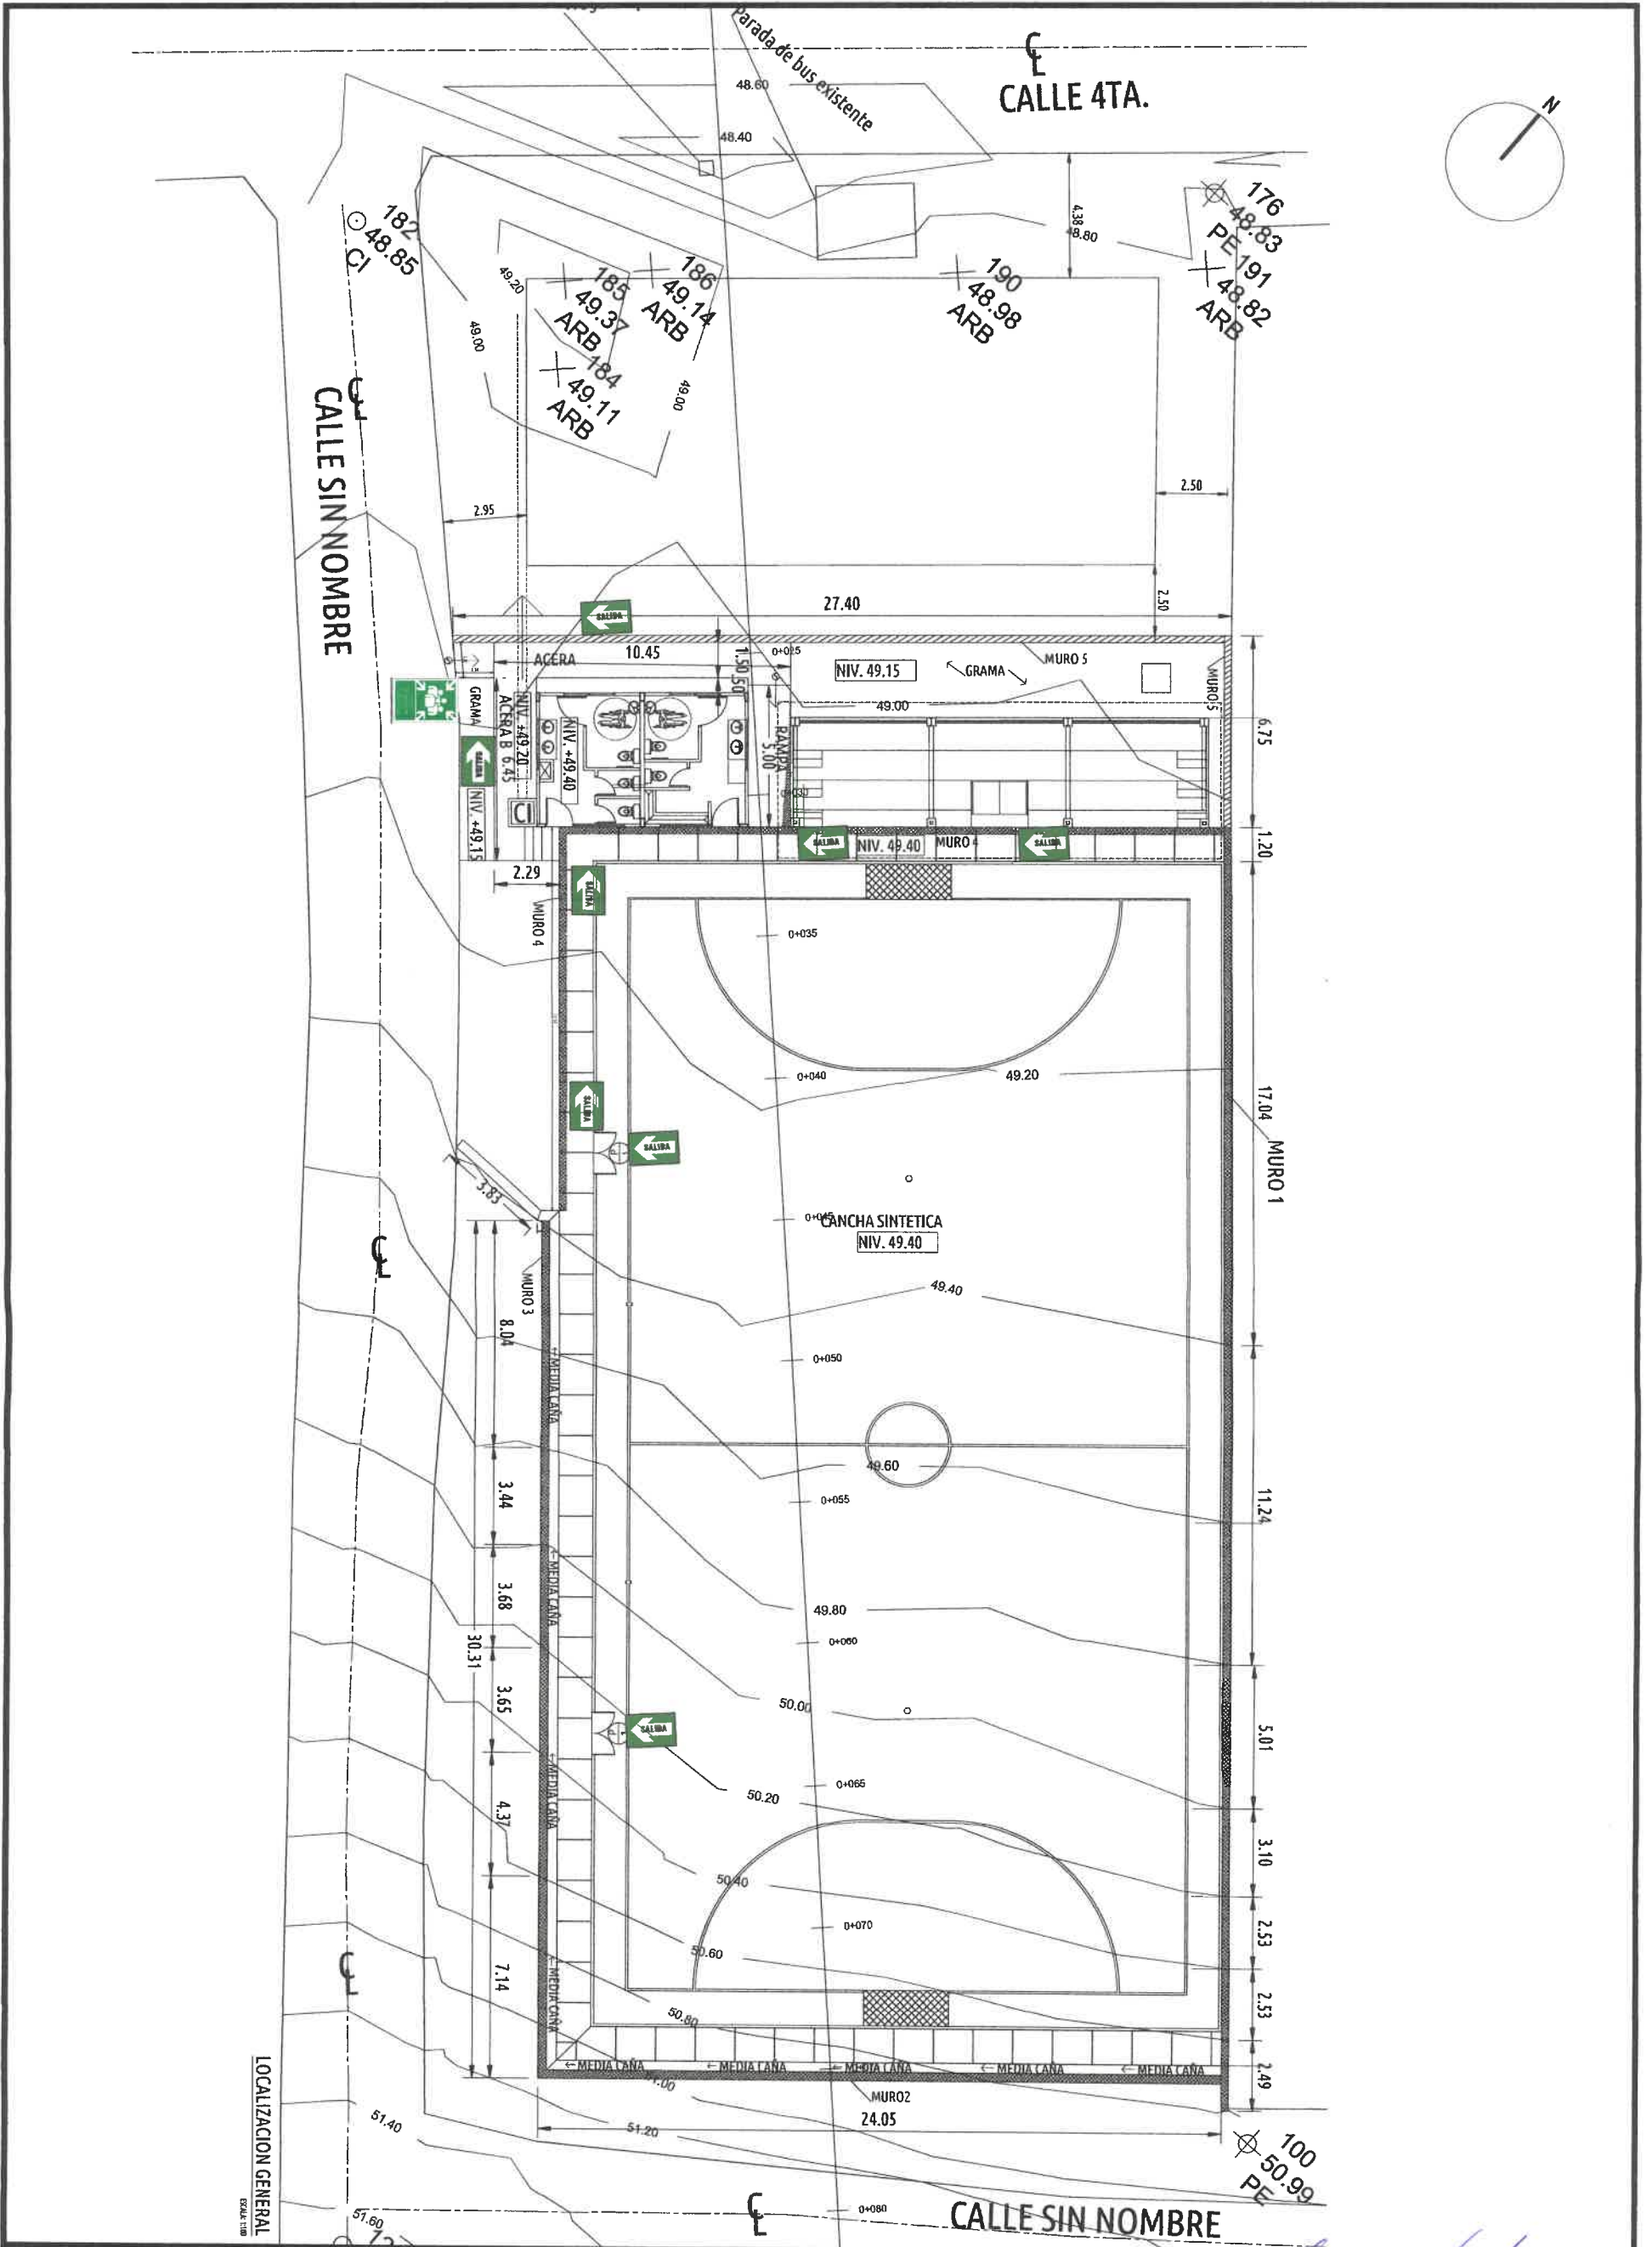 Parada de bus existente
CALLE 4TA.
N
48.60
48.40
4.38
48.80
176
48.83
PE
191
48.82
ARB
182
48.85
CI
49.20
185
49.37
ARB
186
49.14
ARB
190
48.98
ARB
184
49.11
ARB
49.00
49.00
CALLE SIN NOMBRE
2.95
2.50
2.50
27.40
SALIDA
ACERA
10.45
1.50
.50
0+025
NIV. 49.15
GRAMA
MURO 5
MURO 5
49.00
6.75
GRAMA
ACERA B 6.45
NIV. +49.20
NIV. +49.40
RAMPA
5.00
0+030
SALIDA
NIV. +49.15
CI
SALIDA
NIV. 49.40
MURO 4
SALIDA
1.20
2.29
SALIDA
MURO 4
0+035
0+040
49.20
17.04
MURO 1
SALIDA
SALIDA
P
3.83
0+045
CANCHA SINTETICA
NIV. 49.40
MURO 3
49.40
8.04
MEDIA CAÑA
0+050
49.60
3.44
0+055
11.24
3.68
MEDIA CAÑA
49.80
30.31
0+060
3.65
50.00
SALIDA
P
5.01
MEDIA CAÑA
4.37
0+065
50.20
3.10
50.40
0+070
2.53
50.60
7.14
MEDIA CAÑA
2.53
50.80
MEDIA CAÑA
MEDIA CAÑA
MEDIA CAÑA
MEDIA CAÑA
MEDIA CAÑA
2.49
51.00
MURO2
24.05
51.40
51.20
100
50.99
PE
LOCALIZACION GENERAL
0+080
CALLE SIN NOMBRE
51.60